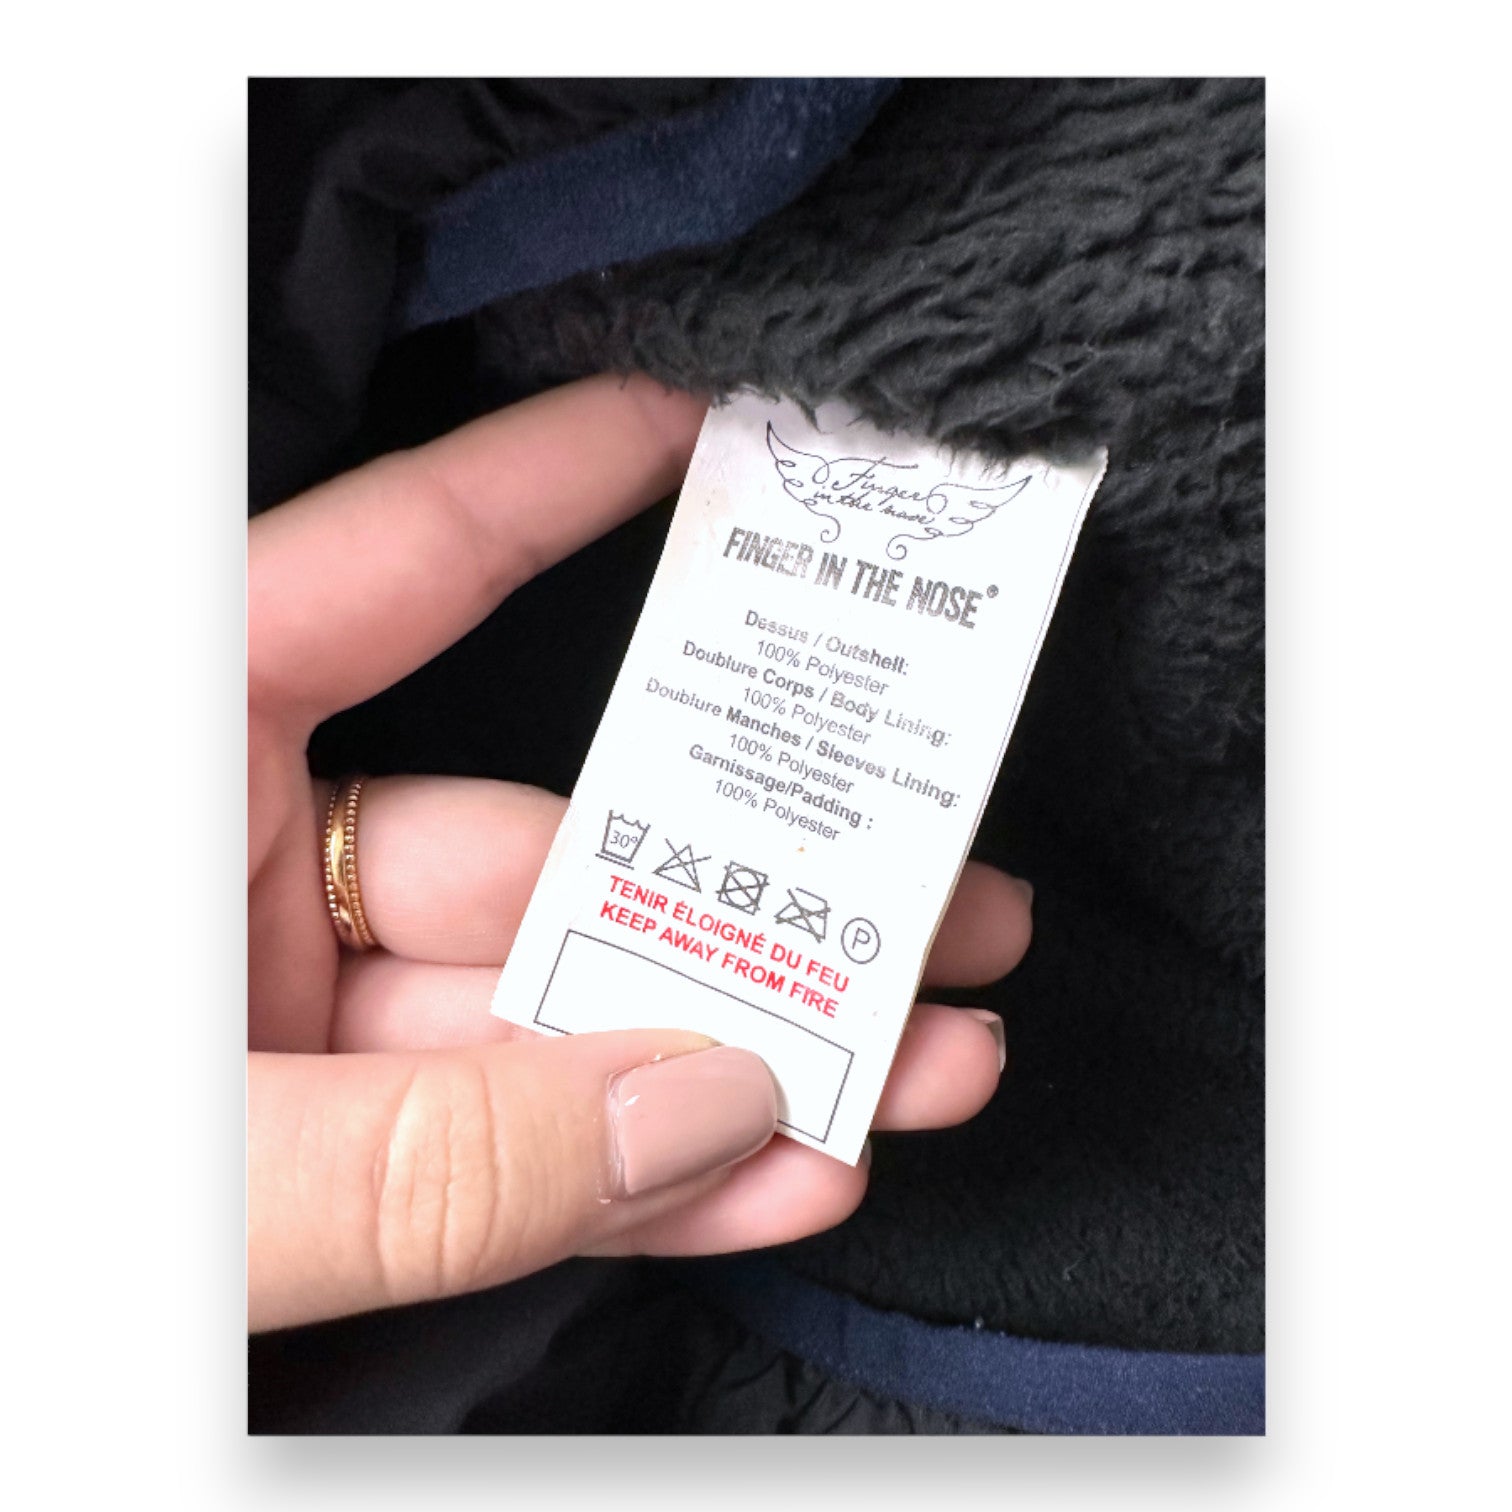 Finger
in the nose
FINGER IN THE NOSE®
Dessus / Outshell:
100% Polyester
Doublure Corps / Body Lining:
100% Polyester
Doublure Manches / Sleeves Lining:
100% Polyester
Garnissage/Padding :
100% Polyester
30°
P
TENIR ÉLOIGNÉ DU FEU
KEEP AWAY FROM FIRE